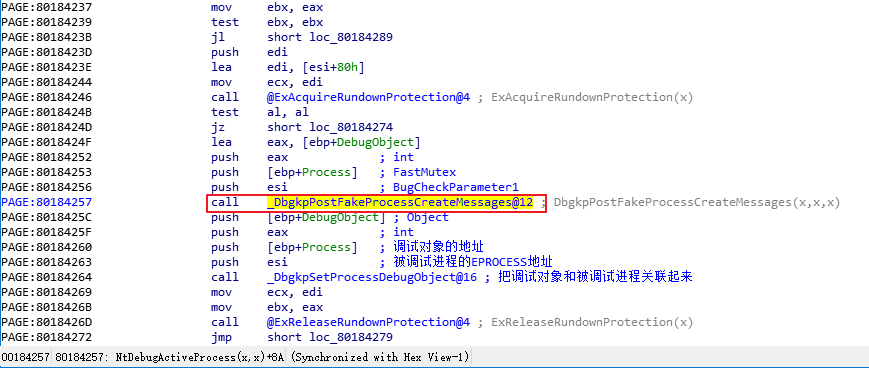 PAGE:80184237 mov ebx, eax
PAGE:80184239 test ebx, ebx
PAGE:8018423B jl short loc_80184289
PAGE:8018423D push edi
PAGE:8018423E lea edi, [esi+80h]
PAGE:80184244 mov ecx, edi
PAGE:80184246 call @ExAcquireRundownProtection@4 ; ExAcquireRundownProtection(x)
PAGE:8018424B test al, al
PAGE:8018424D jz short loc_80184274
PAGE:8018424F lea eax, [ebp+DebugObject]
PAGE:80184252 push eax ; int
PAGE:80184253 push [ebp+Process] ; FastMutex
PAGE:80184256 push esi ; BugCheckParameter1
PAGE:80184257 call _DbgkpPostFakeProcessCreateMessages@12 ; DbgkpPostFakeProcessCreateMessages(x,x,x)
PAGE:8018425C push [ebp+DebugObject] ; Object
PAGE:8018425F push eax ; int
PAGE:80184260 push [ebp+Process] ; 调试对象的地址
PAGE:80184263 push esi ; 被调试进程的EPROCESS地址
PAGE:80184264 call _DbgkpSetProcessDebugObject@16 ; 把调试对象和被调试进程关联起来
PAGE:80184269 mov ecx, edi
PAGE:8018426B mov ebx, eax
PAGE:8018426D call @ExReleaseRundownProtection@4 ; ExReleaseRundownProtection(x)
PAGE:80184272 jmp short loc_80184279
00184257 80184257: NtDebugActiveProcess(x,x)+8A (Synchronized with Hex View-1)